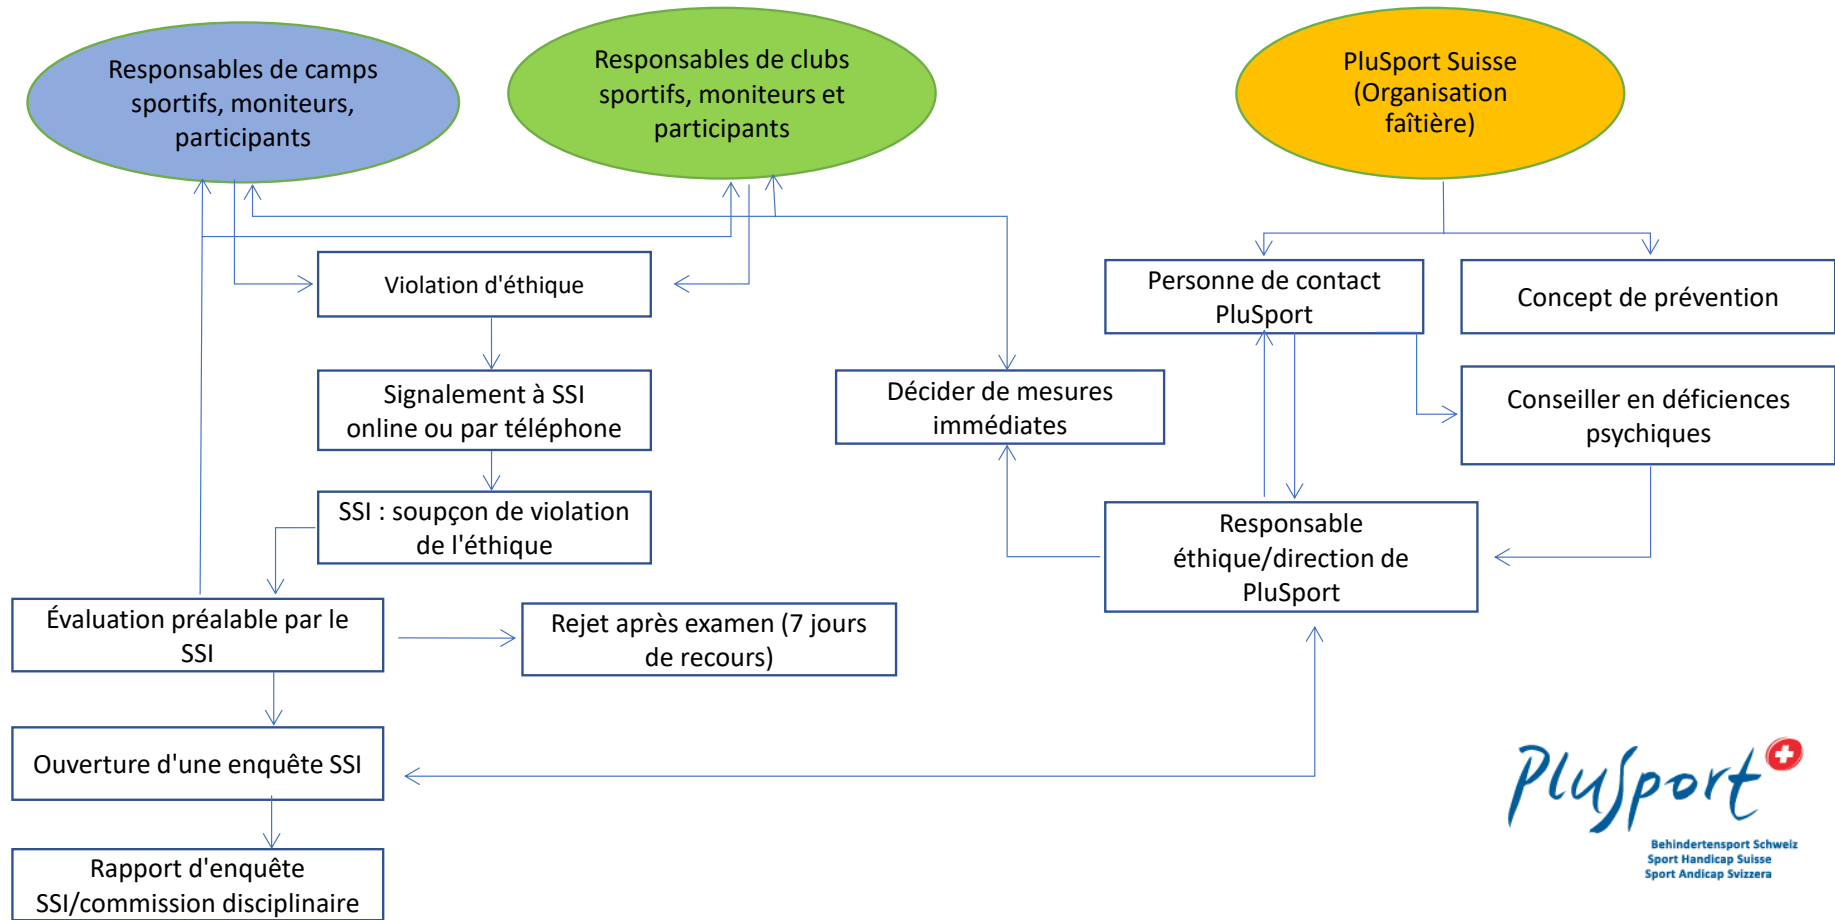 Responsables de camps
sportifs, moniteurs,
participants
Responsables de clubs
sportifs, moniteurs et
participants
PluSport Suisse
(Organisation
faîtière)
Violation d'éthique
Personne de contact
PluSport
Concept de prévention
Signalement à SSI
online ou par téléphone
Décider de mesures
immédiates
Conseiller en déficiences
psychiques
SSI : soupçon de violation
de l'éthique
Responsable
éthique/direction de
PluSport
Évaluation préalable par le
SSI
Rejet après examen (7 jours
de recours)
Ouverture d'une enquête SSI
Rapport d'enquête
SSI/commission disciplinaire
PluSport
Behindertensport Schweiz
Sport Handicap Suisse
Sport Andicap Svizzera